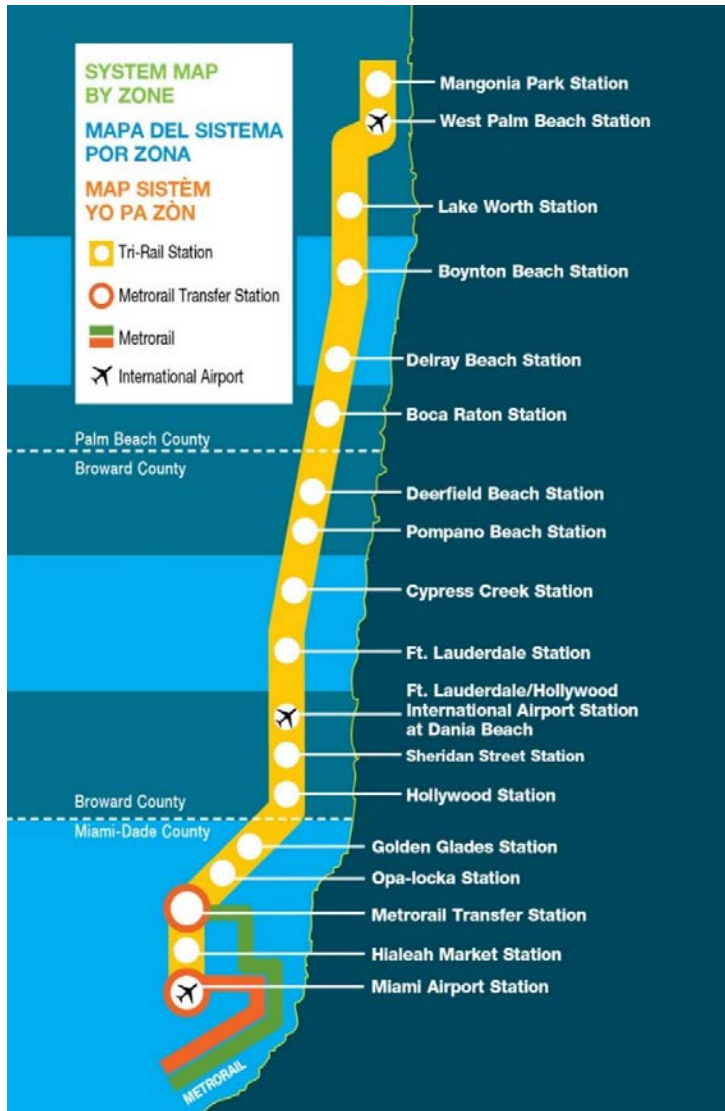 SYSTEM MAP
BY ZONE
MAPA DEL SISTEMA
POR ZONA
MAP SISTÈM
YO PA ZÒN
Tri-Rail Station
Metrorail Transfer Station
Metrorail
International Airport
Mangonia Park Station
West Palm Beach Station
Lake Worth Station
Boynton Beach Station
Delray Beach Station
Boca Raton Station
Palm Beach County
Broward County
Deerfield Beach Station
Pompano Beach Station
Cypress Creek Station
Ft. Lauderdale Station
Ft. Lauderdale/Hollywood
International Airport Station
at Dania Beach
Sheridan Street Station
Hollywood Station
Broward County
Miami-Dade County
Golden Glades Station
Opa-locka Station
Metrorail Transfer Station
Hialeah Market Station
Miami Airport Station
METRORAIL